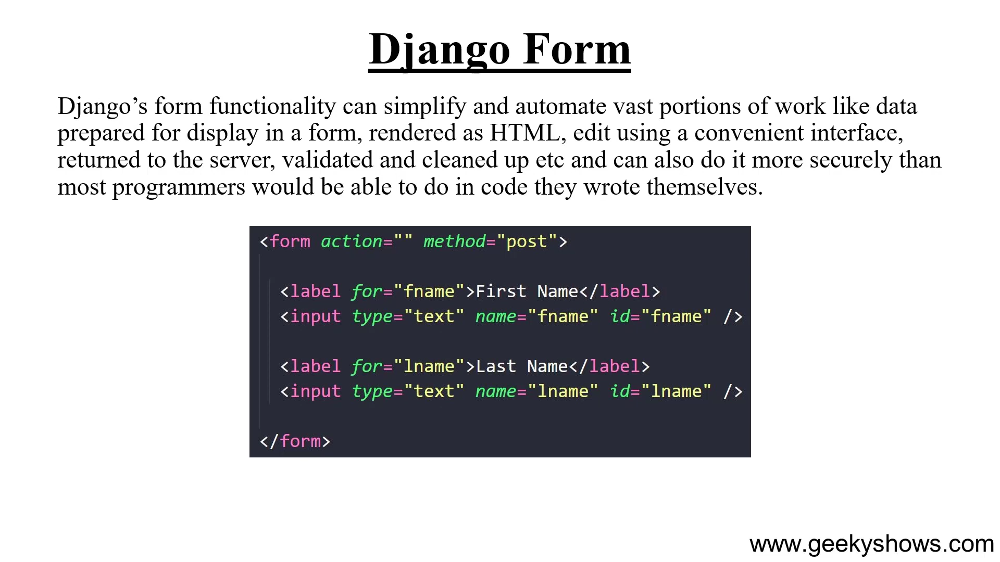 Django Form
Django’s form functionality can simplify and automate vast portions of work like data
prepared for display in a form, rendered as HTML, edit using a convenient interface,
returned to the server, validated and cleaned up etc and can also do it more securely than
most programmers would be able to do in code they wrote themselves.
<form action="" method="post">
<label for="fname">First Name</label>
<input type="text" name="fname" id="fname" />
<label for="lname">Last Name</label>
<input type="text" name="lname" id="lname" />
</form>
www.geekyshows.com